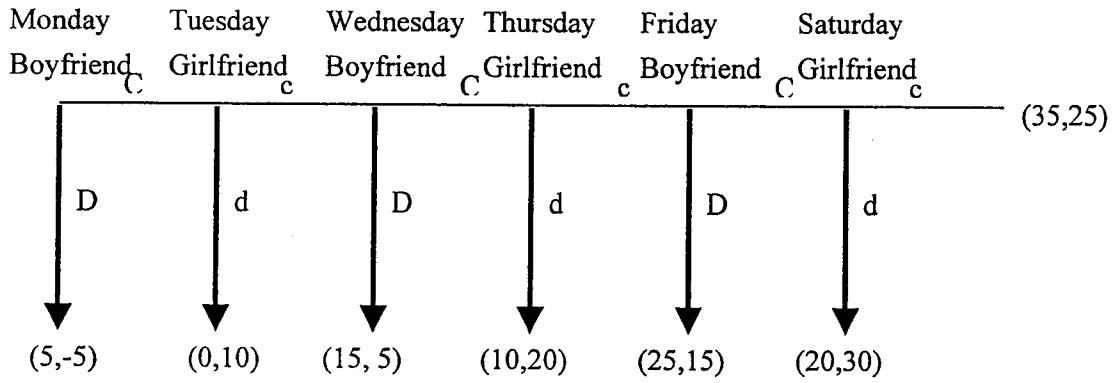 Monday Tuesday Wednesday Thursday Friday Saturday
Boyfriend Girlfriend Boyfriend Girlfriend Boyfriend Girlfriend
C c C c C c
(35,25)
D d D d D d
(5,-5) (0,10) (15, 5) (10,20) (25,15) (20,30)